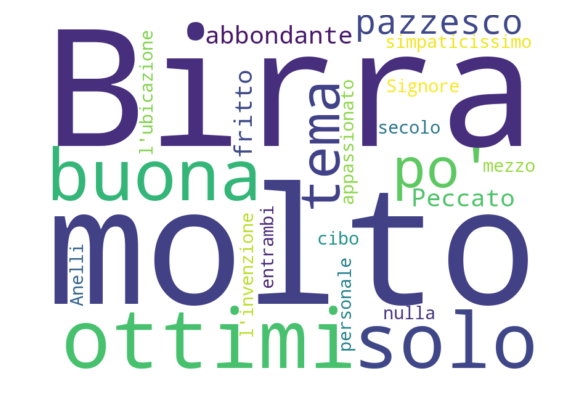 Birra
molto
buona
ottimi
solo
po'
tema
pazzesco
abbondante
simpaticissimo
Signore
secolo
mezzo
Peccato
appassionato
fritto
l'ubicazione
cibo
entrambi
l'invenzione
Anelli
personale
nulla